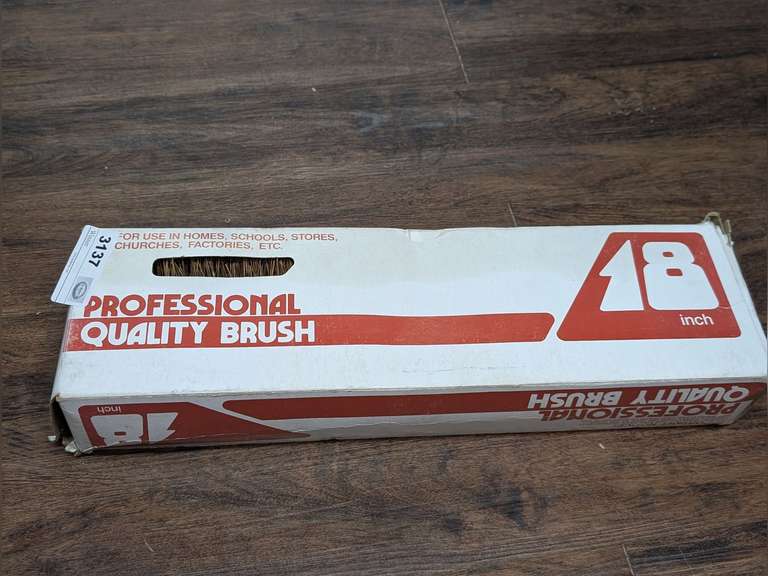 3137
FOR USE IN HOMES, SCHOOLS, STORES,
CHURCHES, FACTORIES, ETC.
PROFESSIONAL
QUALITY BRUSH
18
inch
PROFESSIONAL
QUALITY BRUSH
18
inch